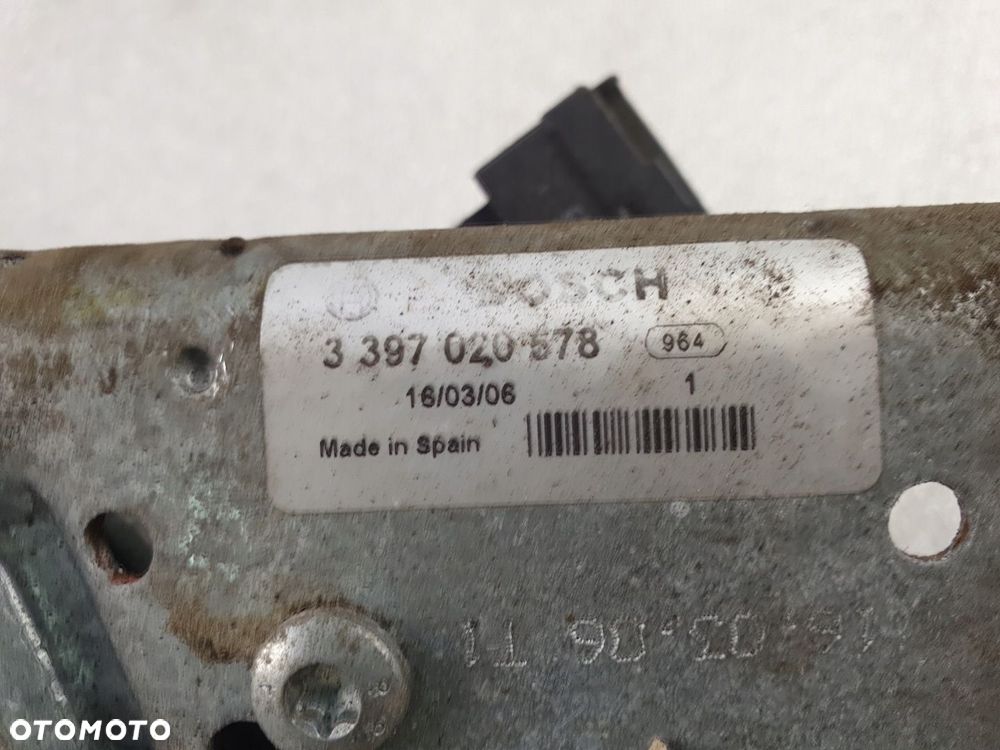 BOSCH
3 397 020 578 964
16/03/06 1
Made in Spain
16.03.06 T1
OTOMOTO